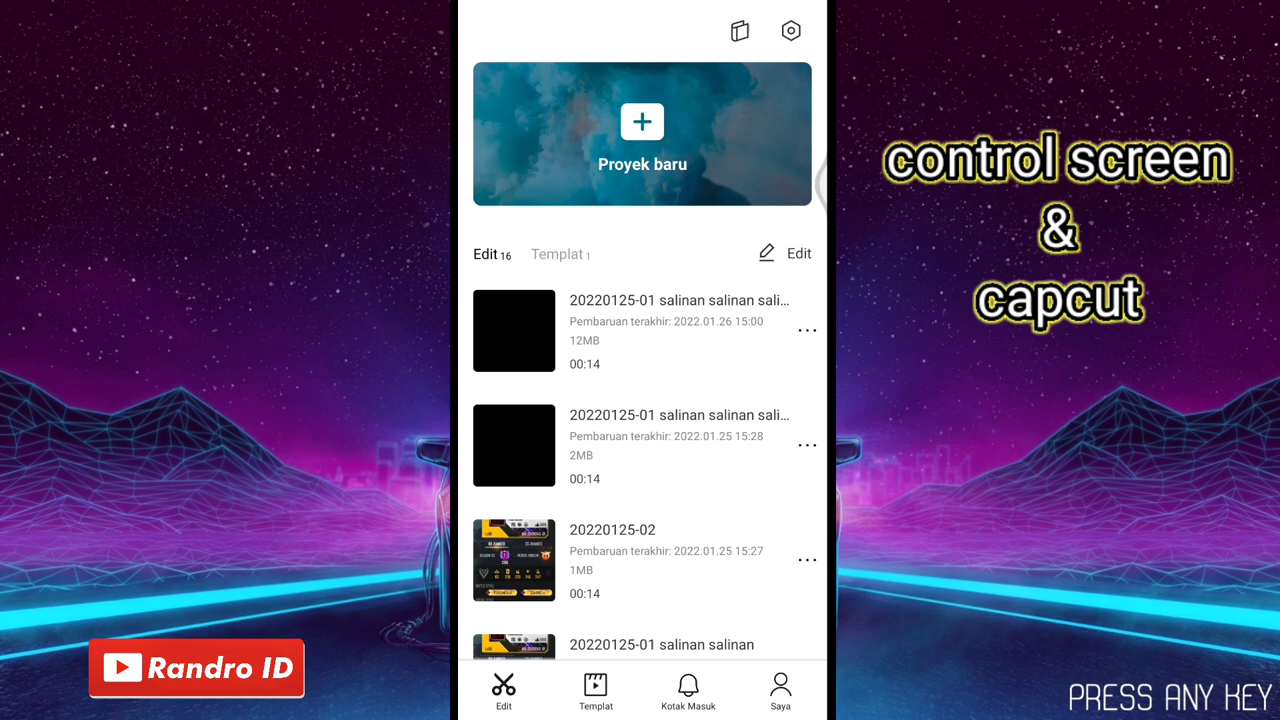 Proyek baru
Edit 16
Templat 1
Edit
20220125-01 salinan salinan sali...
Pembaruan terakhir: 2022.01.26 15:00
12MB
00:14
20220125-01 salinan salinan sali...
Pembaruan terakhir: 2022.01.25 15:28
2MB
00:14
20220125-02
Pembaruan terakhir: 2022.01.25 15:27
1MB
00:14
20220125-01 salinan salinan
Edit
Templat
Kotak Masuk
Saya
control screen
&
capcut
Randro ID
PRESS ANY KEY